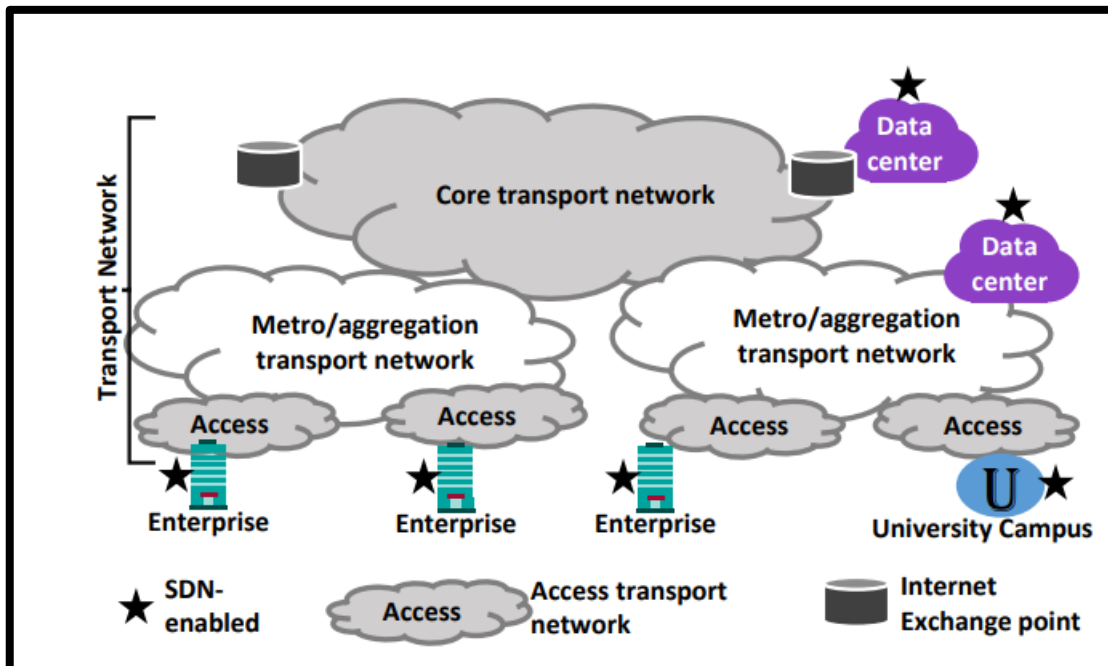 Data
center
Core transport network
Transport Network
Data
center
Metro/aggregation
transport network
Metro/aggregation
transport network
Access
Access
Access
Access
U
Enterprise
Enterprise
Enterprise
University Campus
SDN-
enabled
Access
Access transport
network
Internet
Exchange point